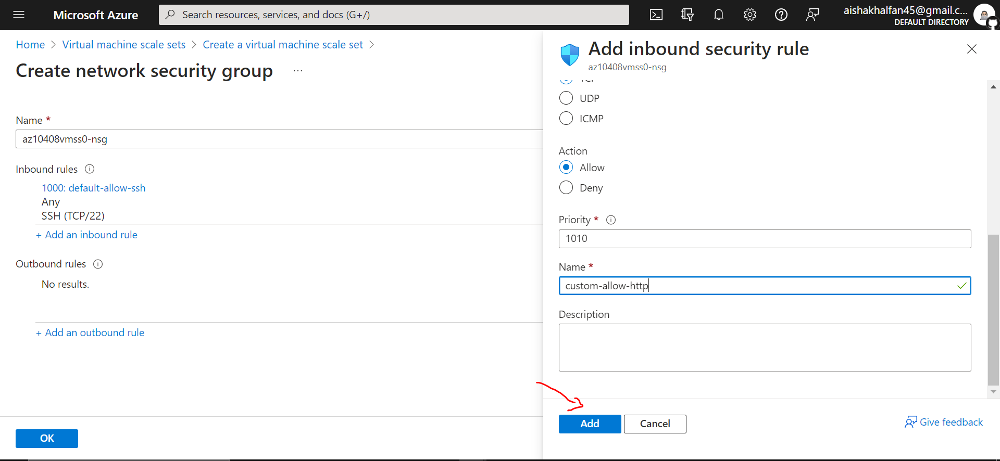 Microsoft Azure
Search resources, services, and docs (G+/)
aishakhalfan45@gmail.c...
DEFAULT DIRECTORY
Home > Virtual machine scale sets > Create a virtual machine scale set >
Create network security group ...
Name *
az10408vmss0-nsg
Inbound rules
1000: default-allow-ssh
Any
SSH (TCP/22)
+ Add an inbound rule
Outbound rules
No results.
+ Add an outbound rule
OK
Add inbound security rule
az10408vmss0-nsg
TCP
UDP
ICMP
Action
Allow
Deny
Priority *
1010
Name *
custom-allow-http
Description
Add
Cancel
Give feedback